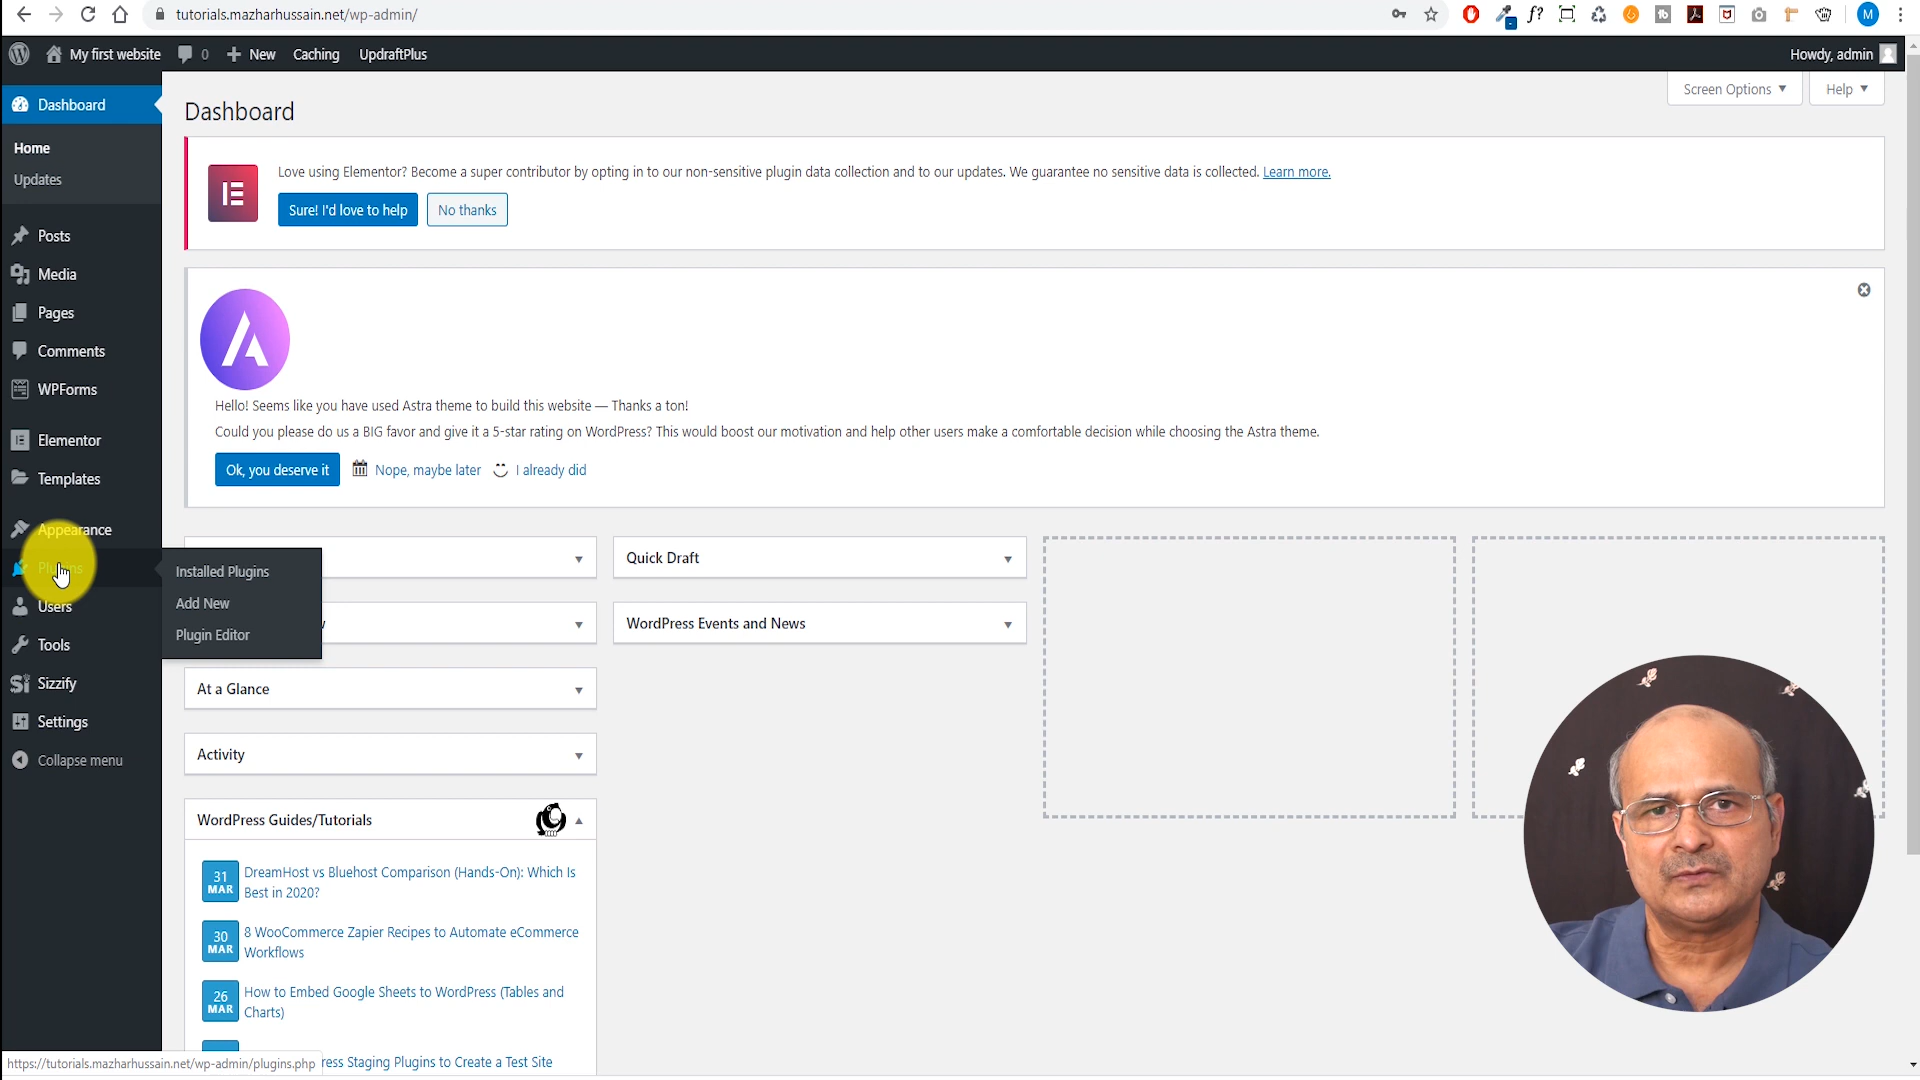 tutorials.mazharhussain.net/wp-admin/
f?
M
My first website
0
New
Caching
UpdraftPlus
Howdy, admin
Dashboard
Home
Updates
Posts
Media
Pages
Comments
WPForms
Elementor
Templates
Appearance
Plugins
Users
Tools
Sizzify
Settings
Collapse menu
Installed Plugins
Add New
Plugin Editor
Screen Options
Help
Dashboard
Love using Elementor? Become a super contributor by opting in to our non-sensitive plugin data collection and to our updates. We guarantee no sensitive data is collected. Learn more.
Sure! I'd love to help
No thanks
Hello! Seems like you have used Astra theme to build this website — Thanks a ton!
Could you please do us a BIG favor and give it a 5-star rating on WordPress? This would boost our motivation and help other users make a comfortable decision while choosing the Astra theme.
Ok, you deserve it
Nope, maybe later
I already did
Quick Draft
WordPress Events and News
At a Glance
Activity
WordPress Guides/Tutorials
31 MAR
DreamHost vs Bluehost Comparison (Hands-On): Which Is
Best in 2020?
30 MAR
8 WooCommerce Zapier Recipes to Automate eCommerce
Workflows
26 MAR
How to Embed Google Sheets to WordPress (Tables and
Charts)
ress Staging Plugins to Create a Test Site
https://tutorials.mazharhussain.net/wp-admin/plugins.php